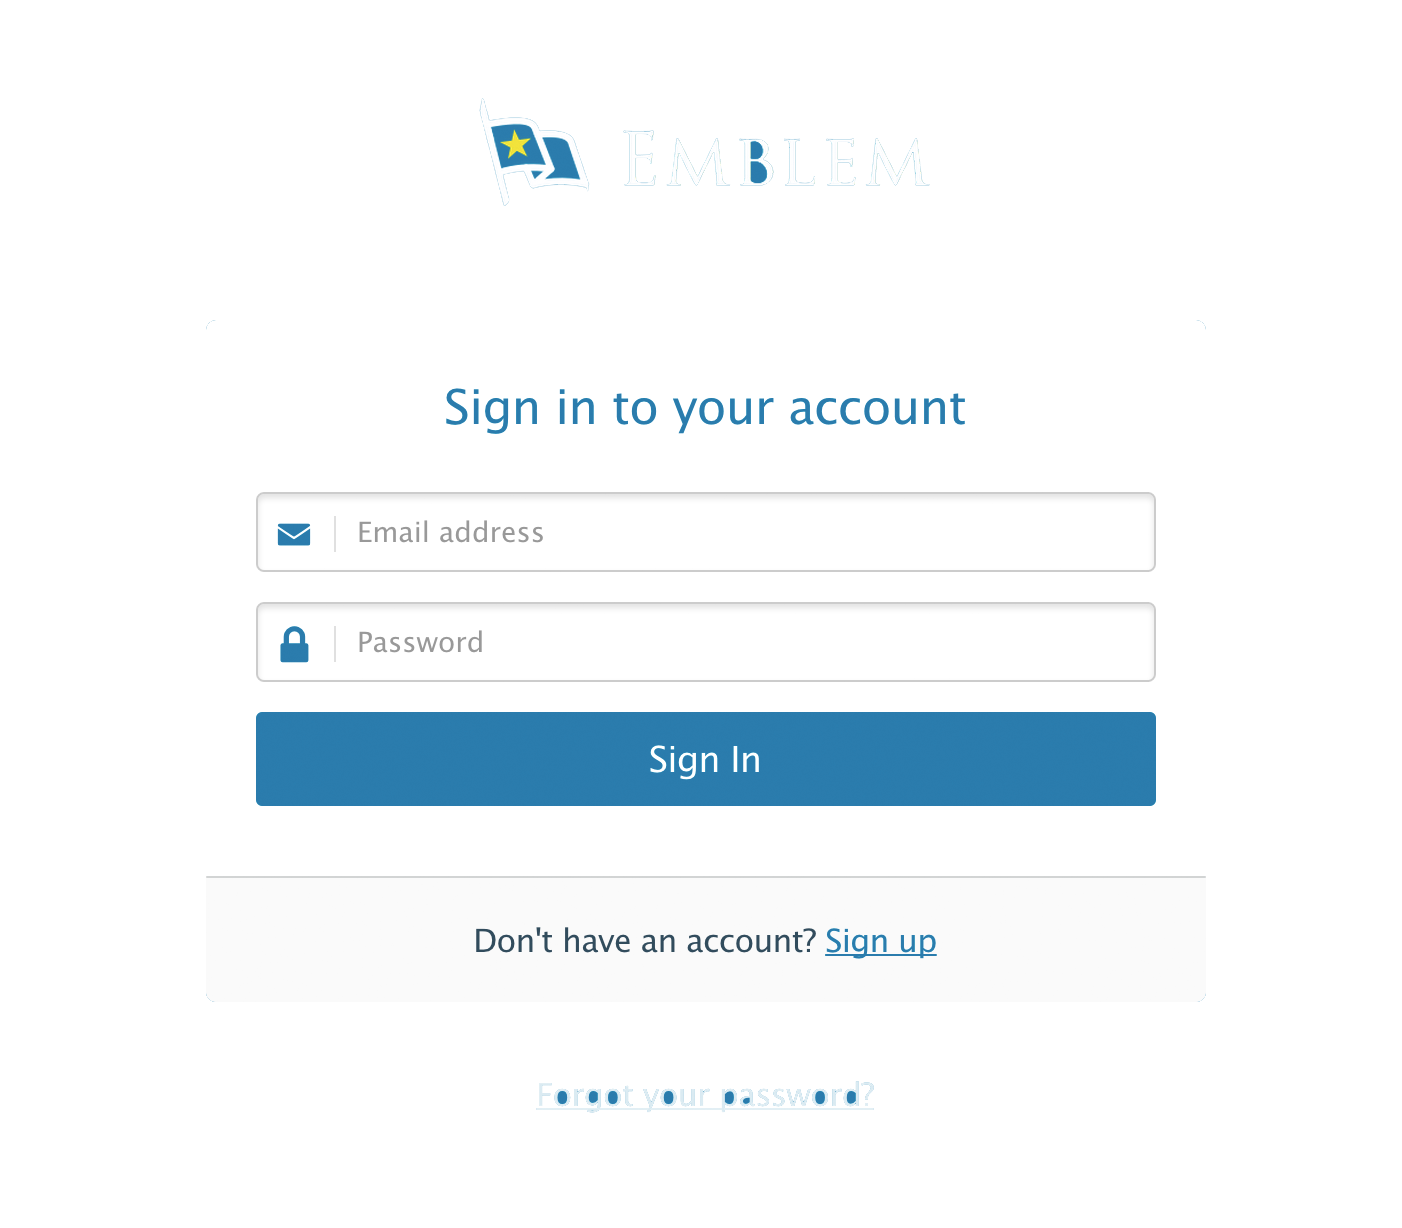 EMBLEM
Sign in to your account
Email address
Password
Sign In
Don't have an account? Sign up
Forgot your password?